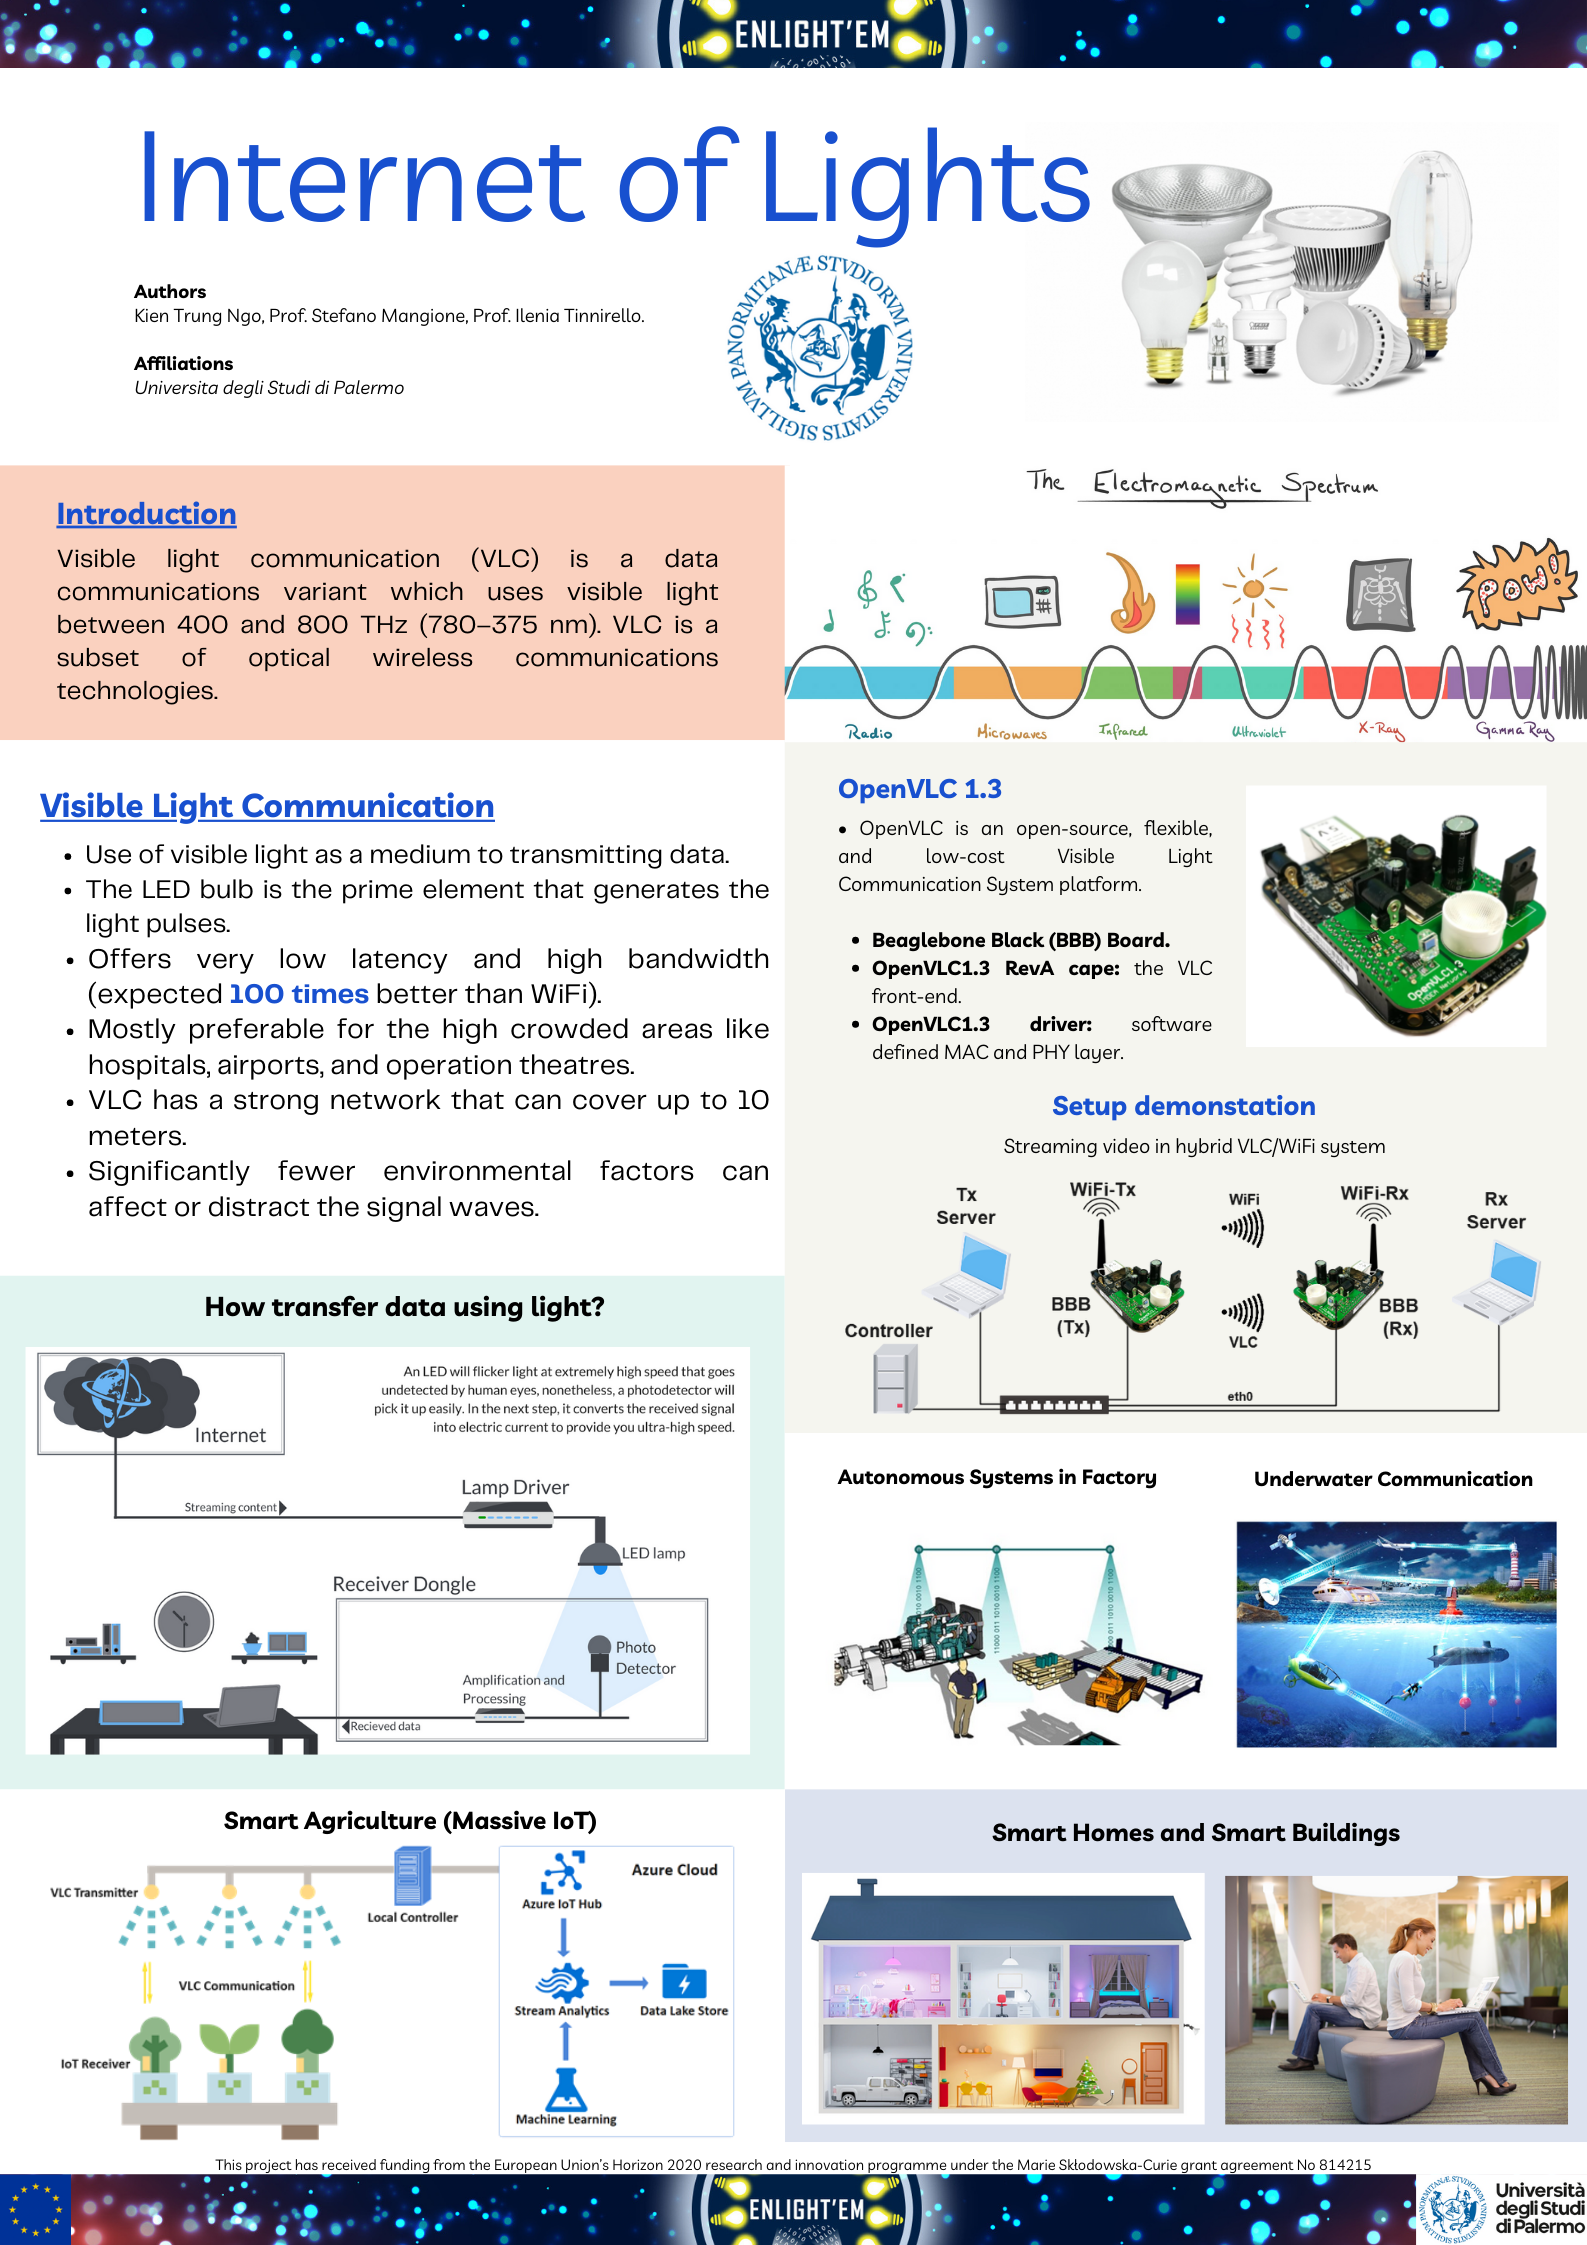 ENLIGHT'EM
Internet of Lights
Authors
Kien Trung Ngo, Prof. Stefano Mangione, Prof. Ilenia Tinnirello.
Affiliations
Universita degli Studi di Palermo
SIGILLVM PANORMITANÆ STVDIORVM VNIVERSITATIS
Introduction
Visible light communication (VLC) is a data
communications variant which uses visible light
between 400 and 800 THz (780–375 nm). VLC is a
subset of optical wireless communications
technologies.
The Electromagnetic Spectrum
POW!
Radio
Microwaves
Infrared
Ultraviolet
X-Ray
Gamma Ray
Visible Light Communication
• Use of visible light as a medium to transmitting data.
• The LED bulb is the prime element that generates the
light pulses.
• Offers very low latency and high bandwidth
(expected 100 times better than WiFi).
• Mostly preferable for the high crowded areas like
hospitals, airports, and operation theatres.
• VLC has a strong network that can cover up to 10
meters.
• Significantly fewer environmental factors can
affect or distract the signal waves.
OpenVLC 1.3
• OpenVLC is an open-source, flexible,
and low-cost Visible Light
Communication System platform.
• Beaglebone Black (BBB) Board.
• OpenVLC1.3 RevA cape: the VLC
front-end.
• OpenVLC1.3 driver: software
defined MAC and PHY layer.
OpenVLC1.3
Setup demonstation
Streaming video in hybrid VLC/WiFi system
Tx
Server
WiFi-Tx
WiFi
WiFi-Rx
Rx
Server
BBB
(Tx)
VLC
BBB
(Rx)
Controller
eth0
How transfer data using light?
An LED will flicker light at extremely high speed that goes
undetected by human eyes, nonetheless, a photodetector will
pick it up easily. In the next step, it converts the received signal
into electric current to provide you ultra-high speed.
Internet
Streaming content
Lamp Driver
LED lamp
Receiver Dongle
Photo
Detector
Amplification and
Processing
Recieved data
Autonomous Systems in Factory
Underwater Communication
Smart Agriculture (Massive IoT)
VLC Transmitter
Local Controller
Azure Cloud
Azure IoT Hub
VLC Communication
Stream Analytics
Data Lake Store
IoT Receiver
Machine Learning
Smart Homes and Smart Buildings
This project has received funding from the European Union's Horizon 2020 research and innovation programme under the Marie Skłodowska-Curie grant agreement No 814215
ENLIGHT'EM
Università
degli Studi
di Palermo